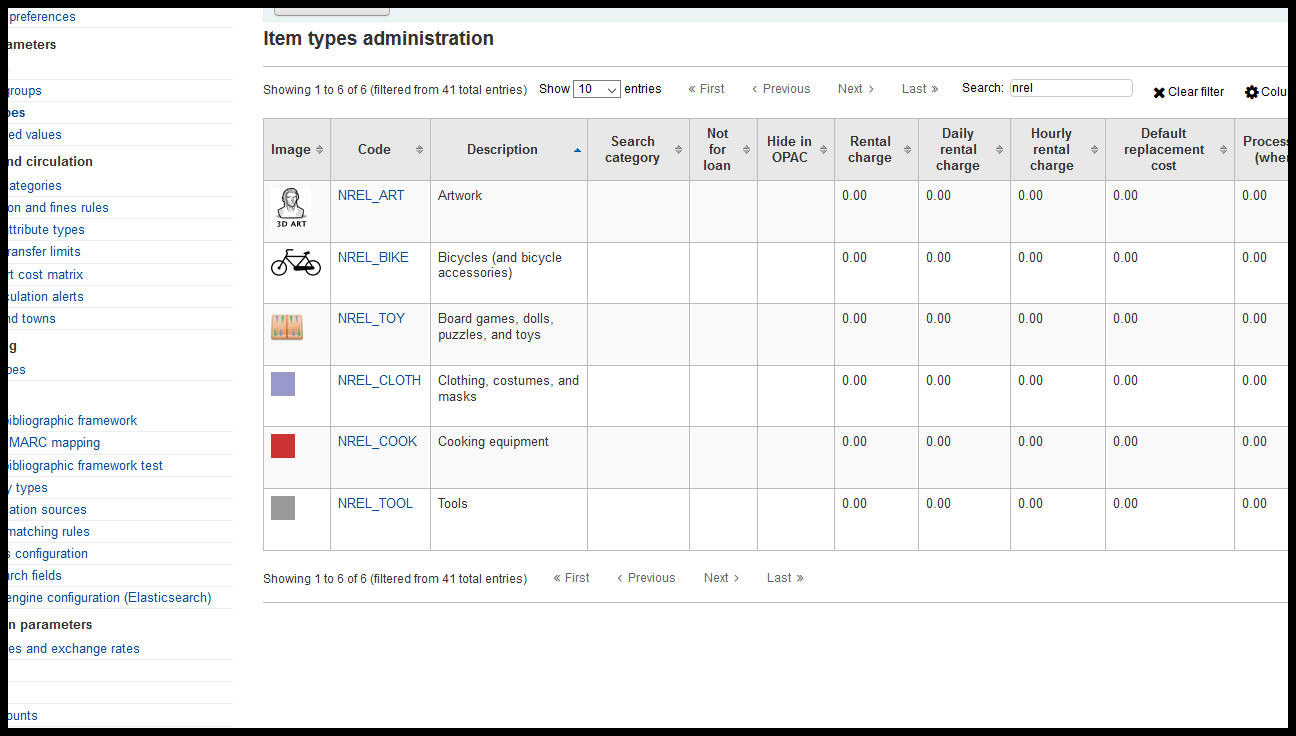 preferences
ameters
groups
pes
ed values
nd circulation
categories
on and fines rules
attribute types
transfer limits
rt cost matrix
culation alerts
nd towns
g
pes
bibliographic framework
MARC mapping
bibliographic framework test
y types
ation sources
matching rules
s configuration
arch fields
engine configuration (Elasticsearch)
n parameters
es and exchange rates
ounts
Item types administration
Showing 1 to 6 of 6 (filtered from 41 total entries) Show 10 entries « First ‹ Previous Next › Last » Search: nrel Clear filter Colu
Image Code Description Search category Not for loan Hide in OPAC Rental charge Daily rental charge Hourly rental charge Default replacement cost Process (when
3D ART NREL_ART Artwork 0.00 0.00 0.00 0.00 0.00
NREL_BIKE Bicycles (and bicycle accessories) 0.00 0.00 0.00 0.00 0.00
NREL_TOY Board games, dolls, puzzles, and toys 0.00 0.00 0.00 0.00 0.00
NREL_CLOTH Clothing, costumes, and masks 0.00 0.00 0.00 0.00 0.00
NREL_COOK Cooking equipment 0.00 0.00 0.00 0.00 0.00
NREL_TOOL Tools 0.00 0.00 0.00 0.00 0.00
Showing 1 to 6 of 6 (filtered from 41 total entries) « First ‹ Previous Next › Last »